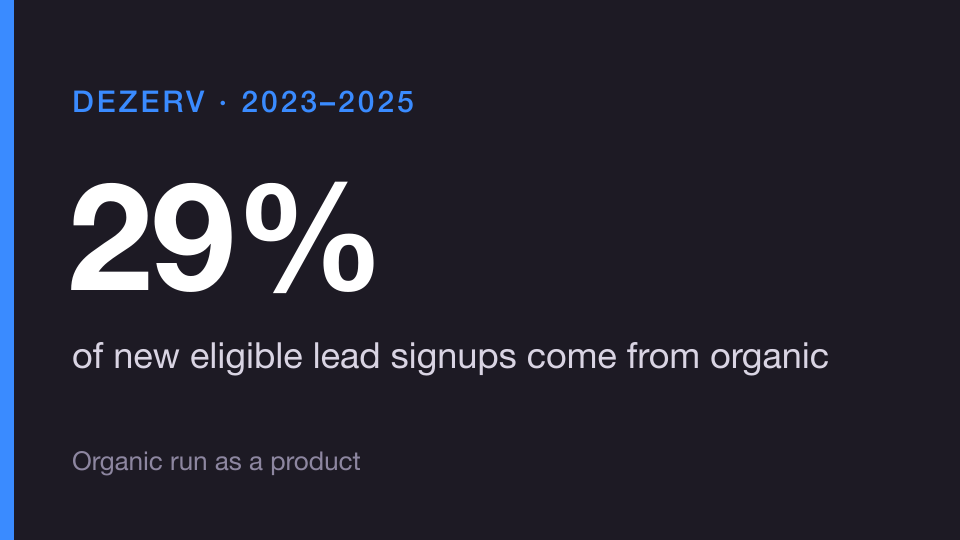 DEZERV · 2023–2025
29%
of new eligible lead signups come from organic
Organic run as a product